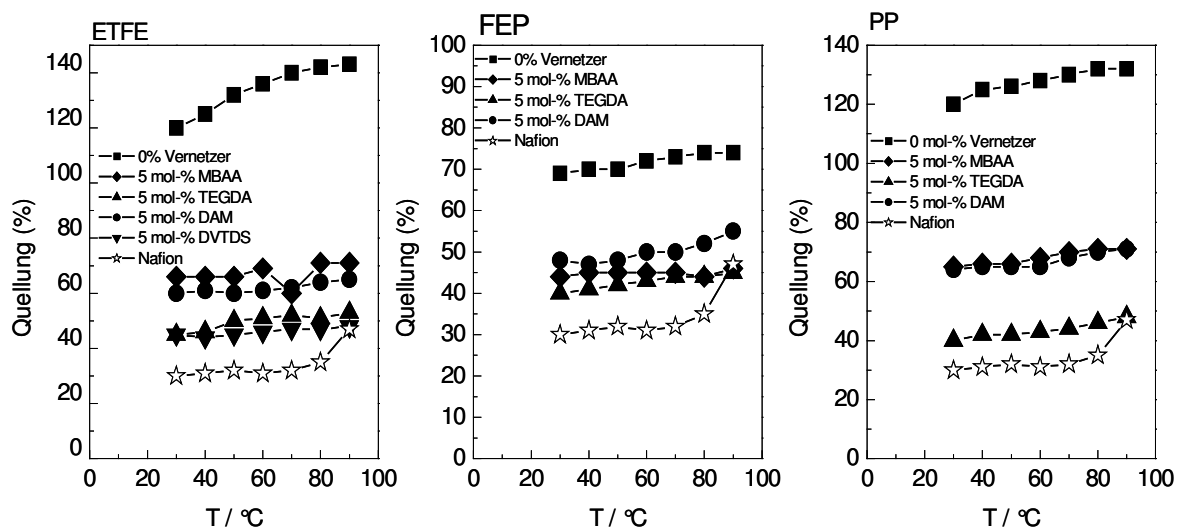 ETFE
140
120
100
80
60
40
20
0
0 20 40 60 80 100
Quellung (%)
T / °C
0% Vernetzer
5 mol-% MBAA
5 mol-% TEGDA
5 mol-% DAM
5 mol-% DVTDS
Nafion
FEP
100
90
80
70
60
50
40
30
20
10
0
0 20 40 60 80 100
Quellung (%)
T / °C
0% Vernetzer
5 mol-% MBAA
5 mol-% TEGDA
5 mol-% DAM
Nafion
PP
140
120
100
80
60
40
20
0
0 20 40 60 80 100
Quellung (%)
T / °C
0 mol-% Vernetzer
5 mol-% MBAA
5 mol-% TEGDA
5 mol-% DAM
Nafion